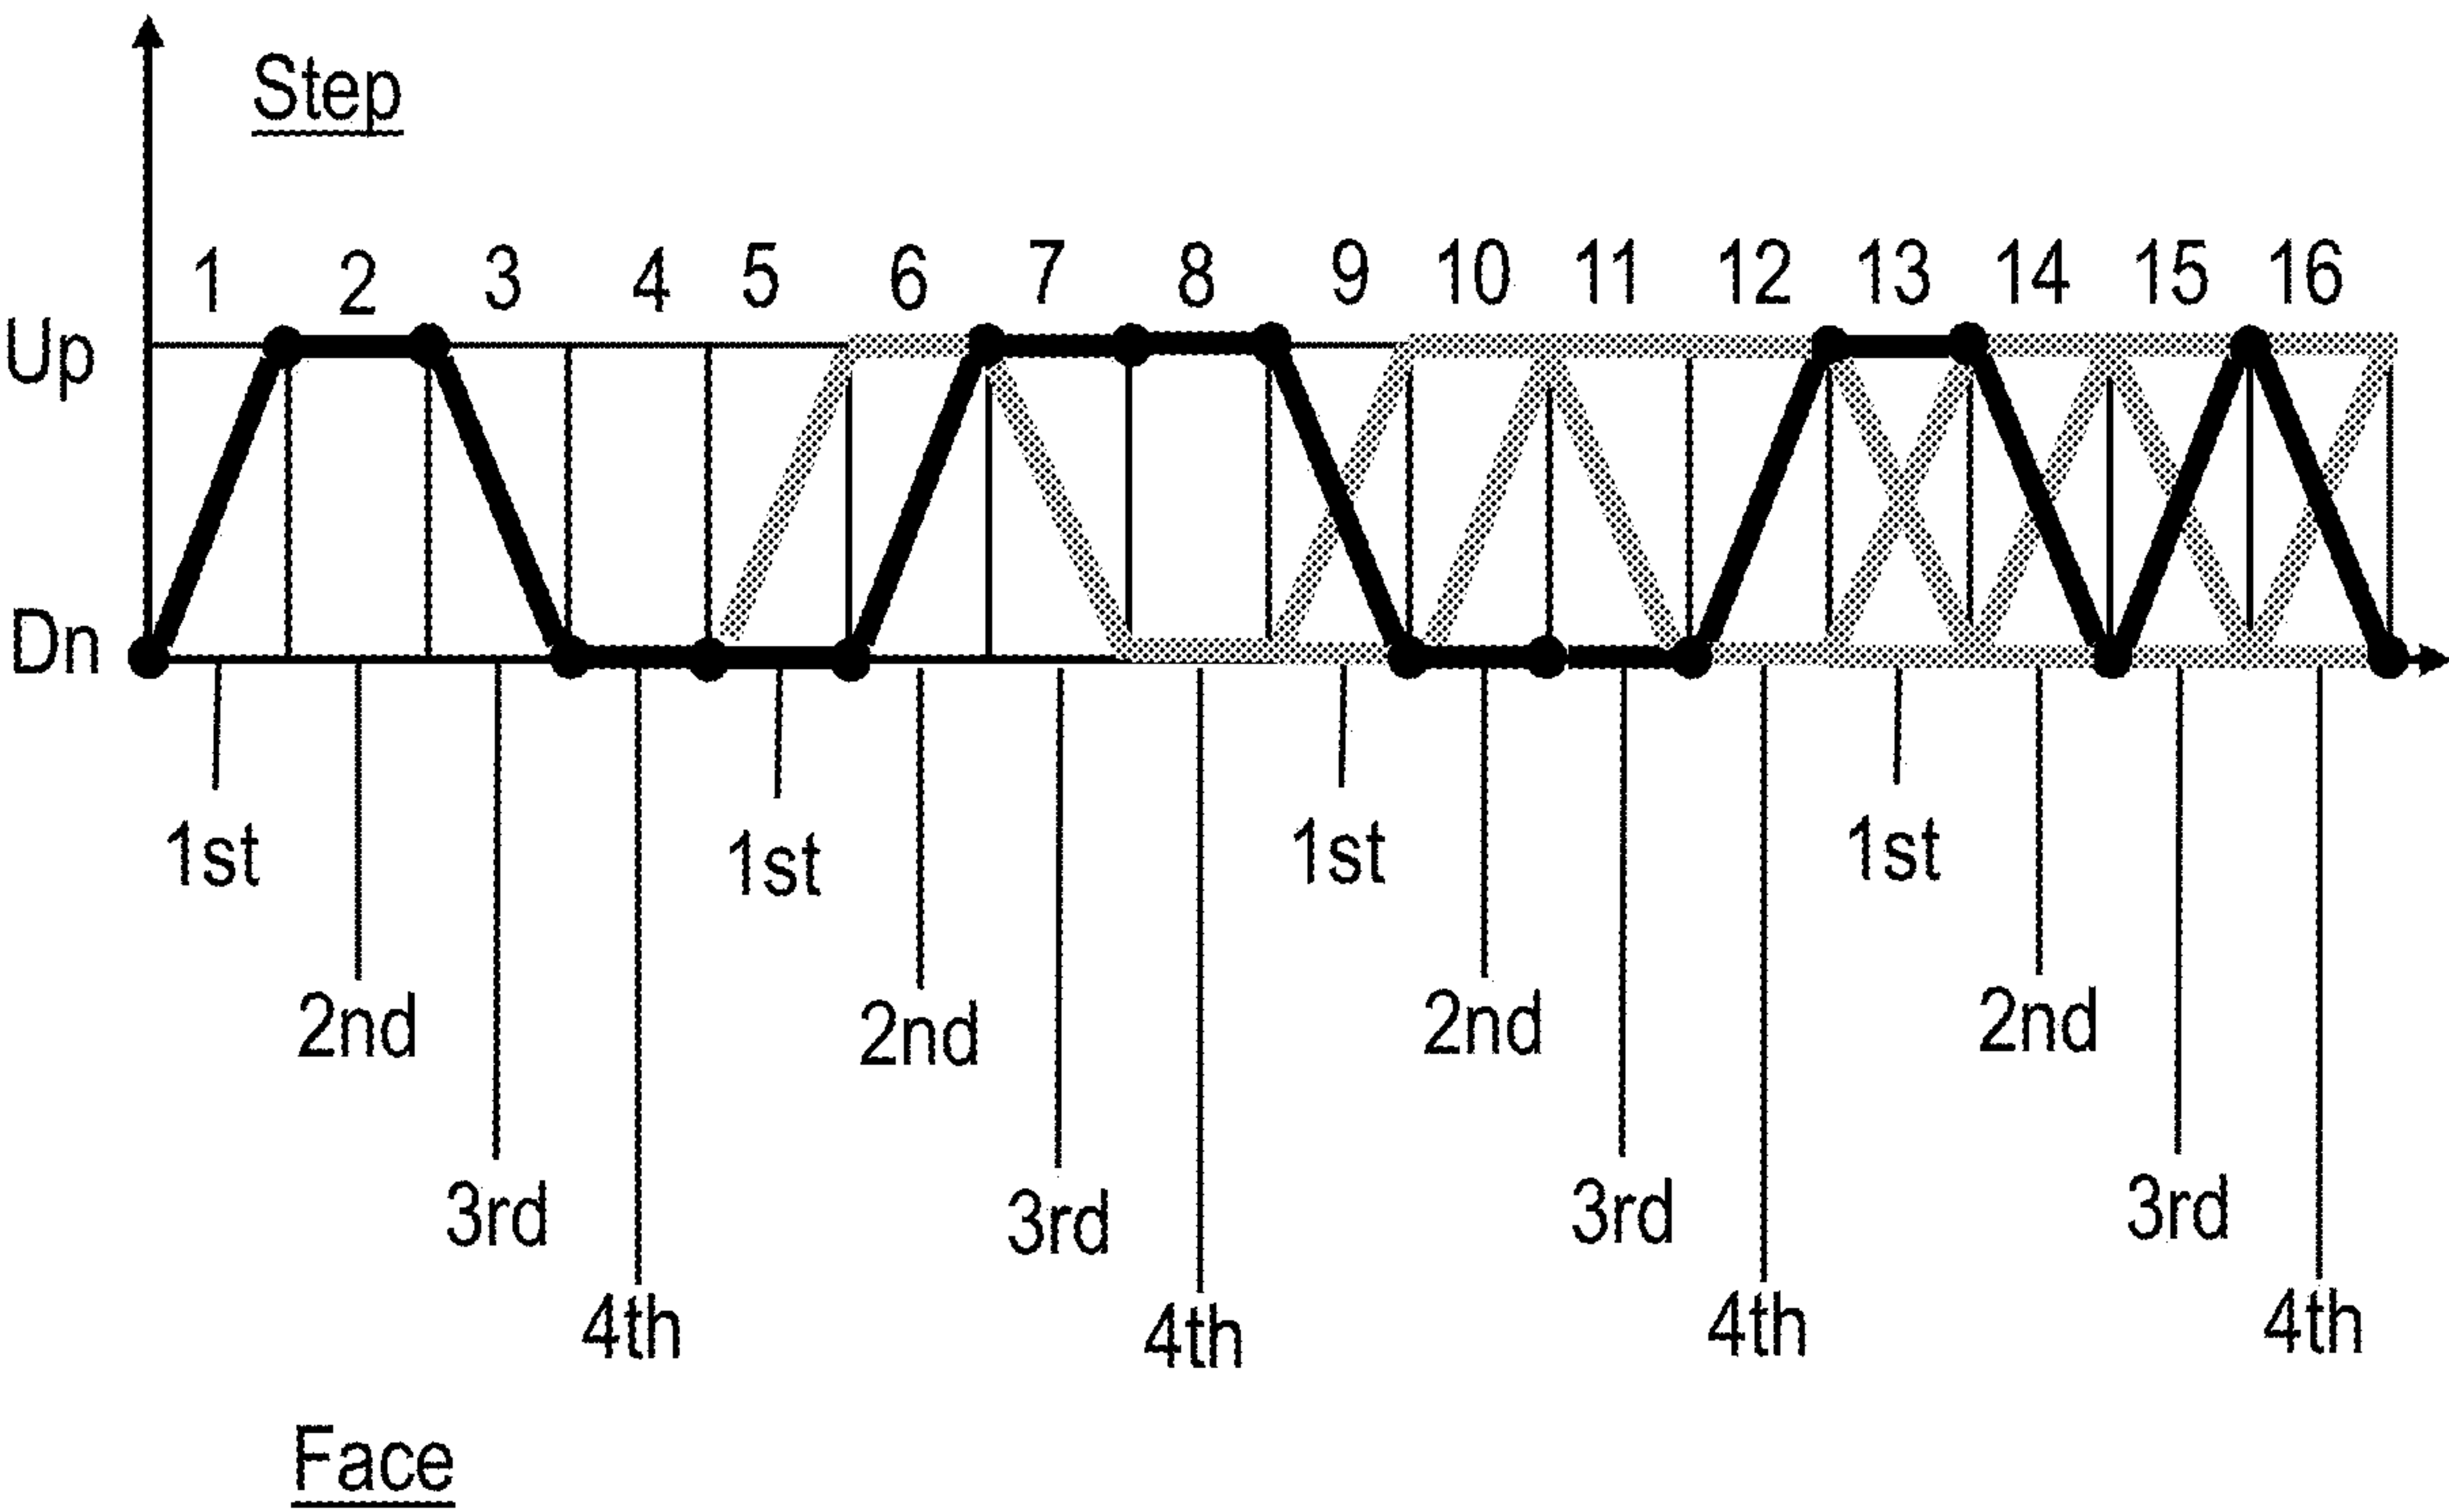 Step
1 2 3 4 5 6 7 8 9 10 11 12 13 14 15 16
Up
Dn
1st 1st 1st 1st
2nd 2nd 2nd 2nd
3rd 3rd 3rd 3rd
4th 4th 4th 4th
Face